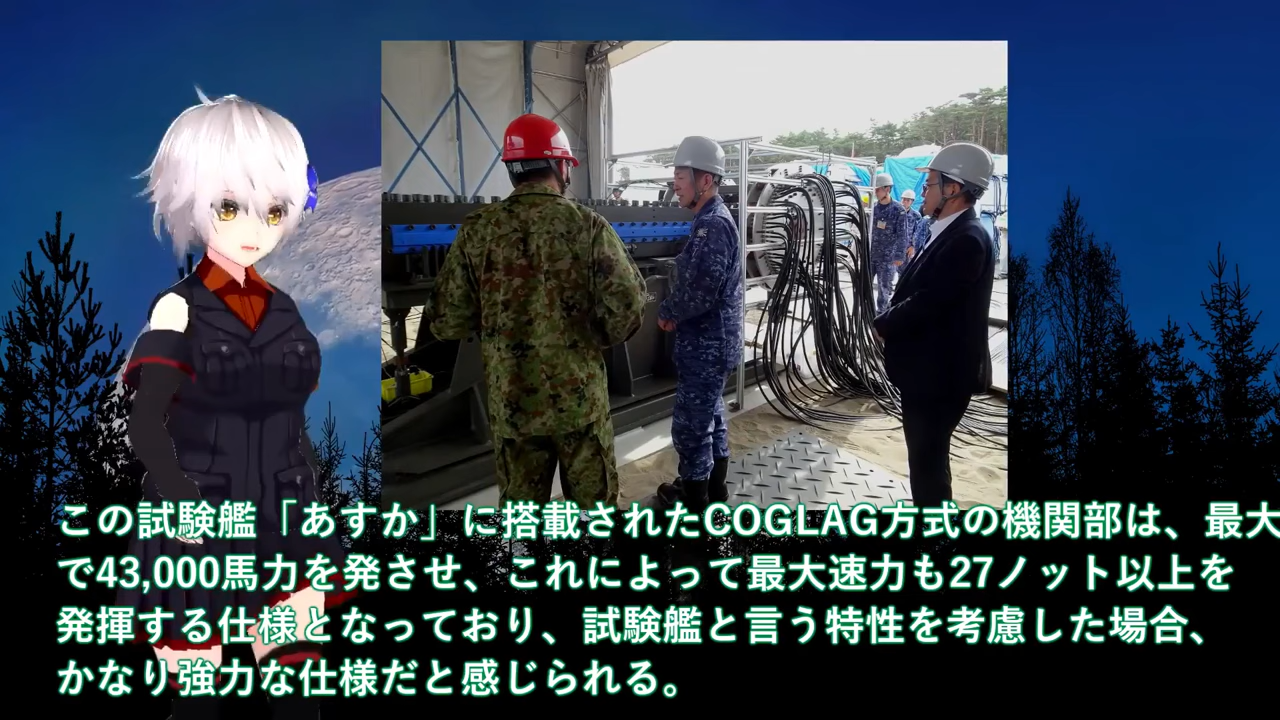 この試験艦「あすか」に搭載されたCOGLAG方式の機関部は、最大
で43,000馬力を発させ、これによって最大速力も27ノット以上を
発揮する仕様となっており、試験艦と言う特性を考慮した場合、
かなり強力な仕様だと感じられる。